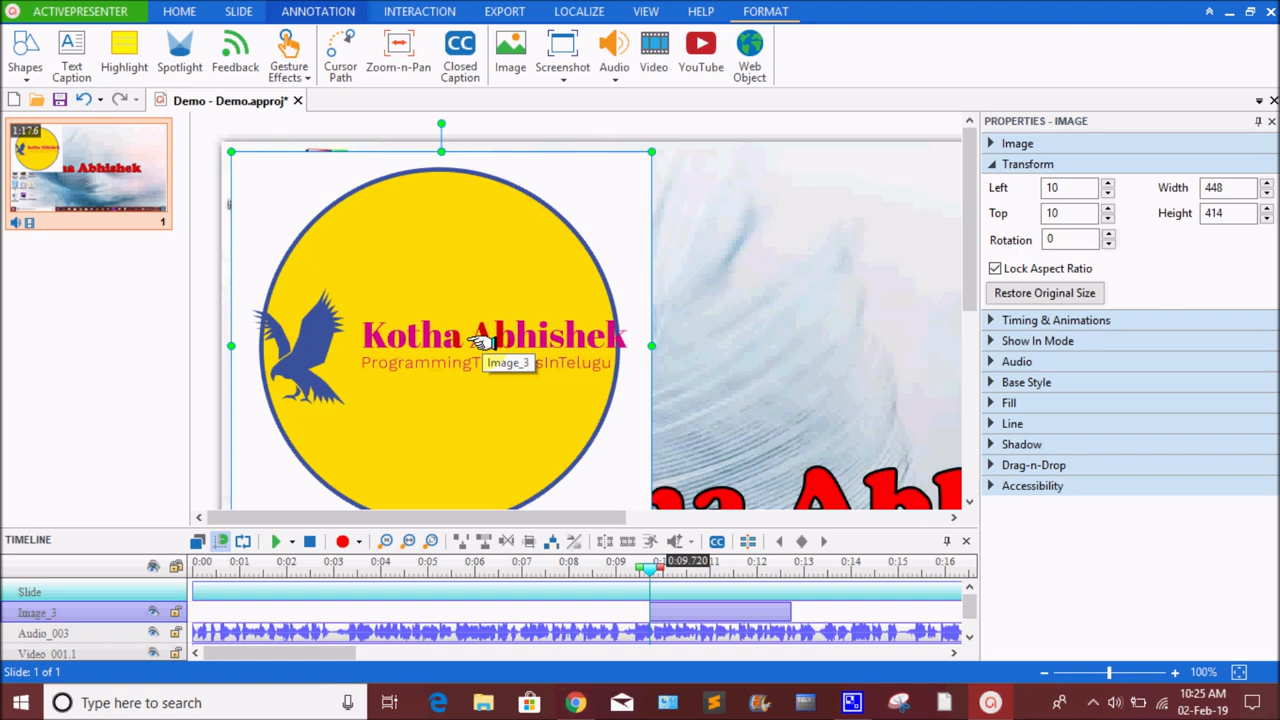 ACTIVEPRESENTER HOME SLIDE ANNOTATION INTERACTION EXPORT LOCALIZE VIEW HELP FORMAT
Shapes Text Caption Highlight Spotlight Feedback Gesture Effects Cursor Path Zoom-n-Pan Closed Caption Image Screenshot Audio Video YouTube Web Object
Demo - Demo.approj*
1:17.6
Kotha Abhishek
1
Kotha Abhishek
Image_3
PROPERTIES - IMAGE
Image
Transform
Left 10 Width 448
Top 10 Height 414
Rotation 0
Lock Aspect Ratio
Restore Original Size
Timing & Animations
Show In Mode
Audio
Base Style
Fill
Line
Shadow
Drag-n-Drop
Accessibility
TIMELINE
0:00 0:01 0:02 0:03 0:04 0:05 0:06 0:07 0:08 0:09 0:09.720 0:12 0:13 0:14 0:15 0:16
Slide
Image_3
Audio_003
Video_001.1
Slide: 1 of 1 100%
Type here to search
10:25 AM
02-Feb-19